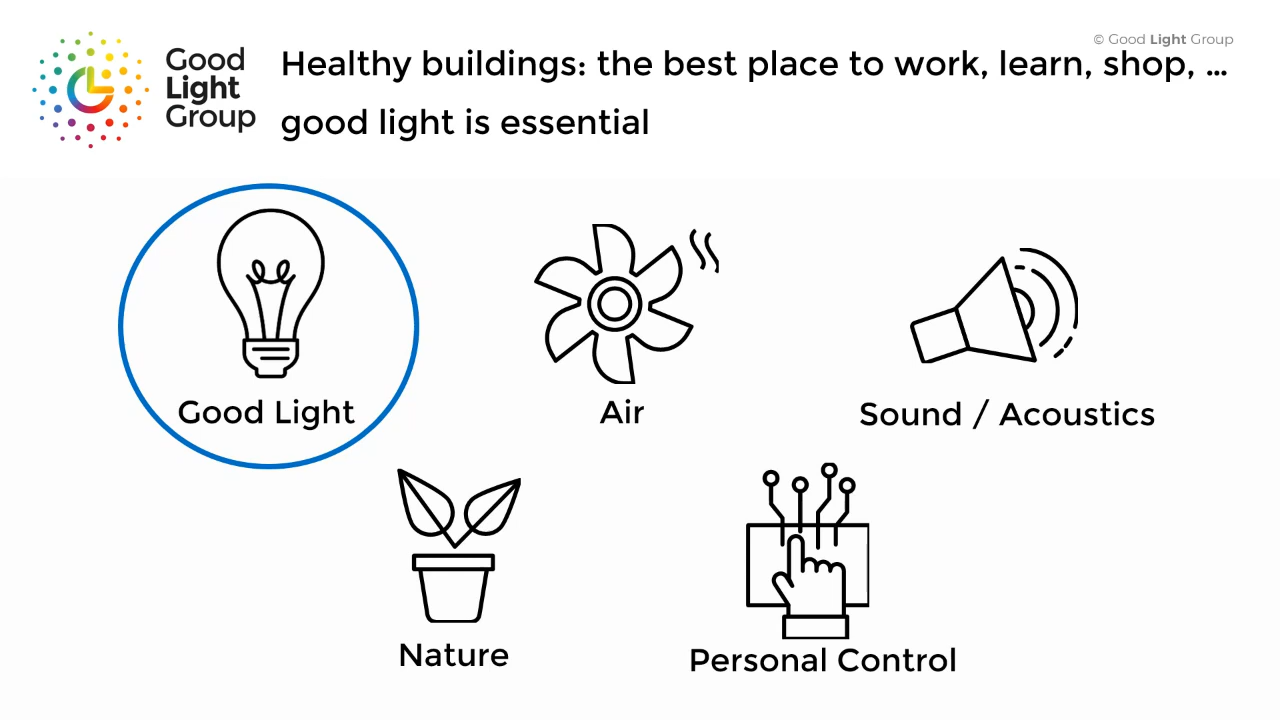 © Good Light Group
Good
Light
Group
Healthy buildings: the best place to work, learn, shop, ...
good light is essential
Good Light
Air
Sound / Acoustics
Nature
Personal Control